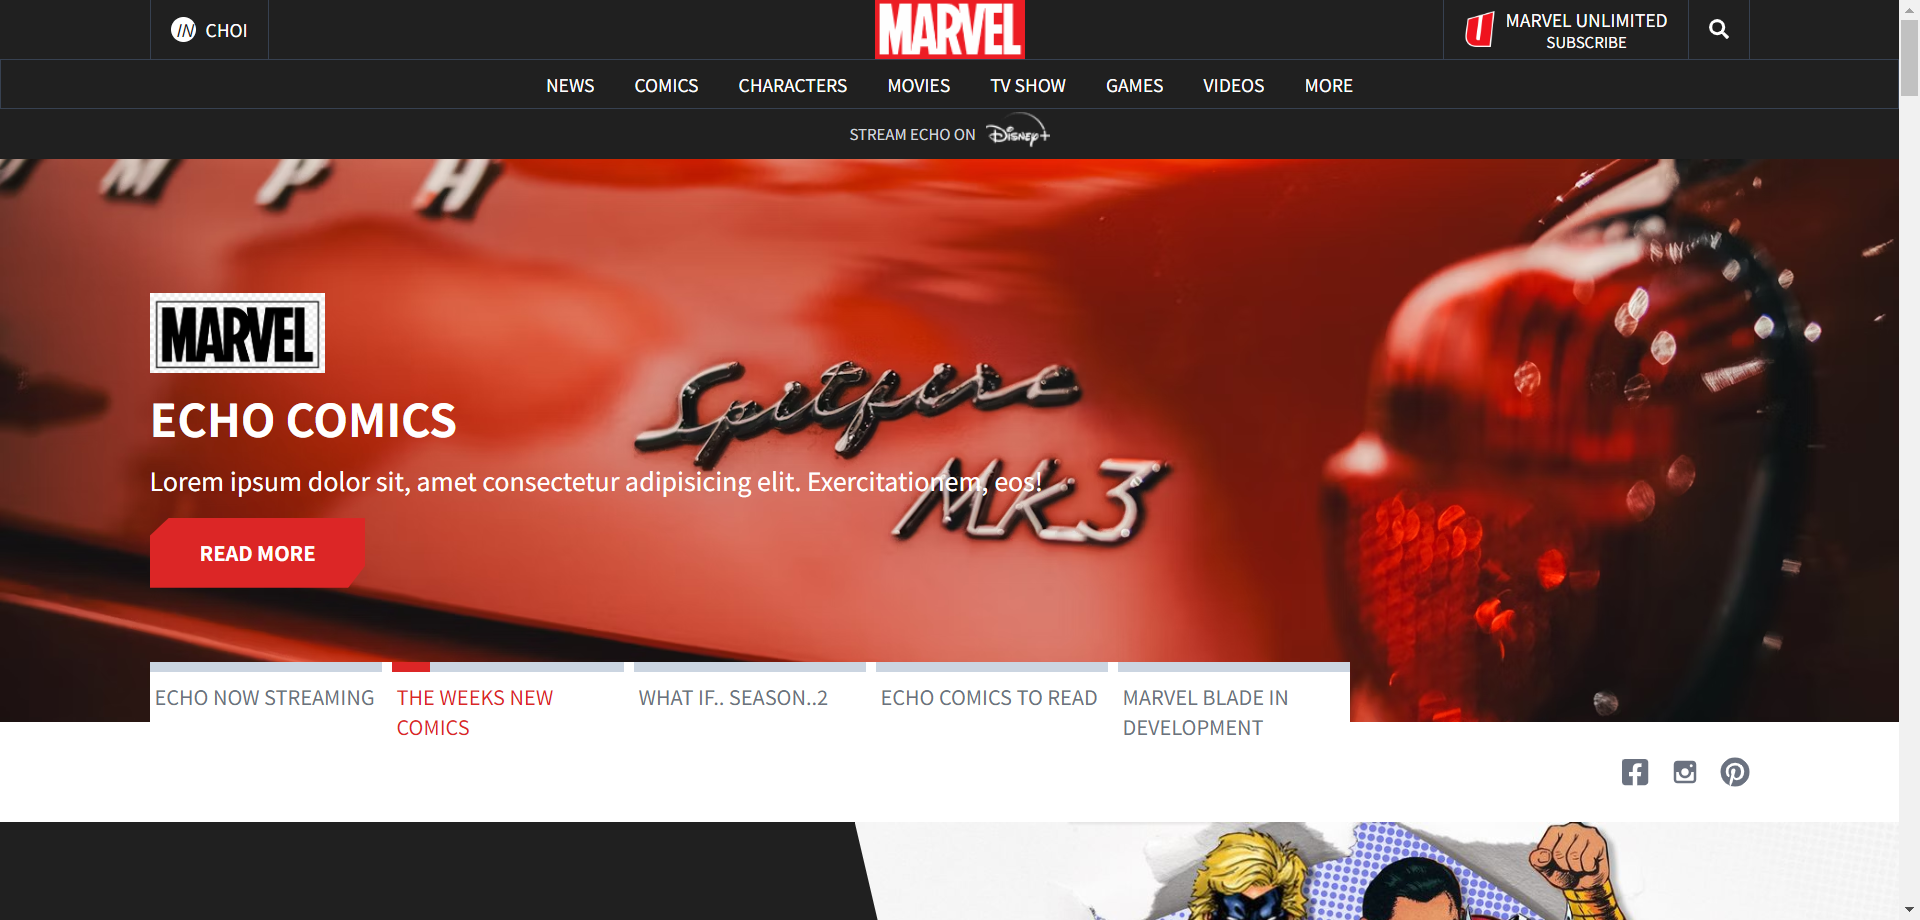 IN CHOI
MARVEL
MARVEL UNLIMITED
SUBSCRIBE
NEWS COMICS CHARACTERS MOVIES TV SHOW GAMES VIDEOS MORE
STREAM ECHO ON Disney+
MPH
MARVEL
Spitfire
ECHO COMICS
MK3
Lorem ipsum dolor sit, amet consectetur adipisicing elit. Exercitationem, eos!
READ MORE
ECHO NOW STREAMING
THE WEEKS NEW
COMICS
WHAT IF.. SEASON..2
ECHO COMICS TO READ
MARVEL BLADE IN
DEVELOPMENT